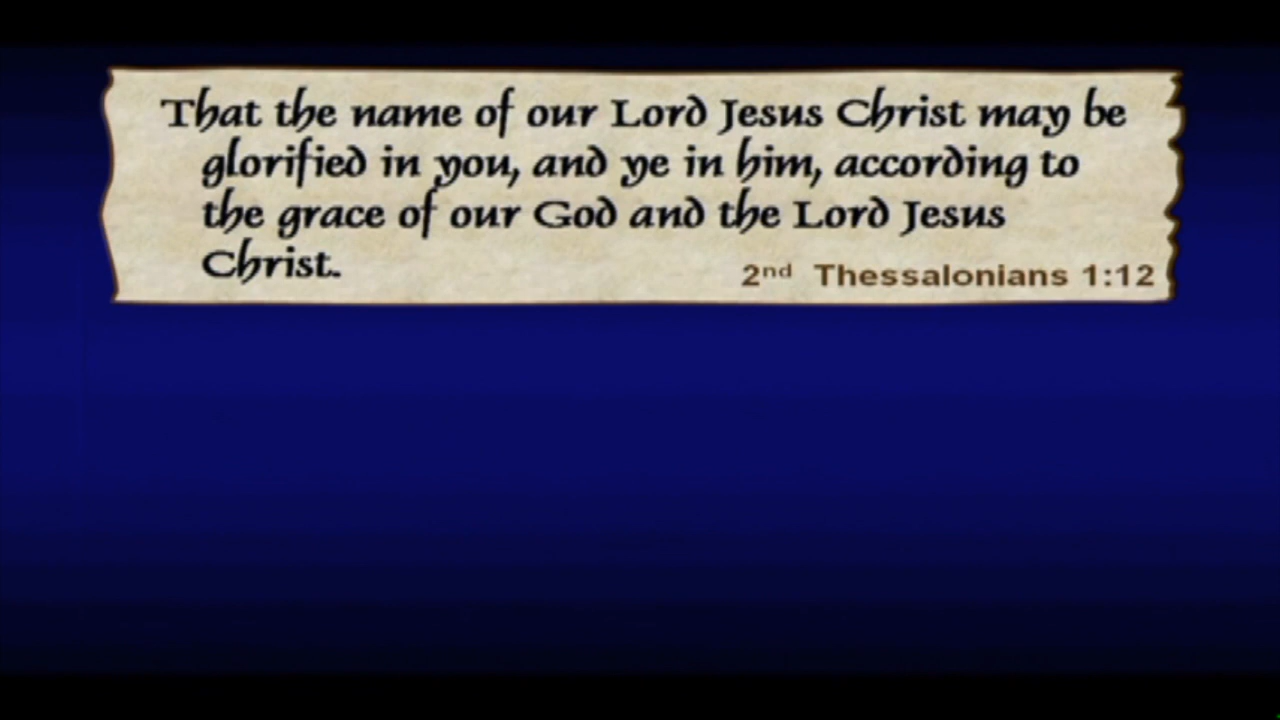 That the name of our Lord Jesus Christ may be
glorified in you, and ye in him, according to
the grace of our God and the Lord Jesus
Christ.
2nd Thessalonians 1:12